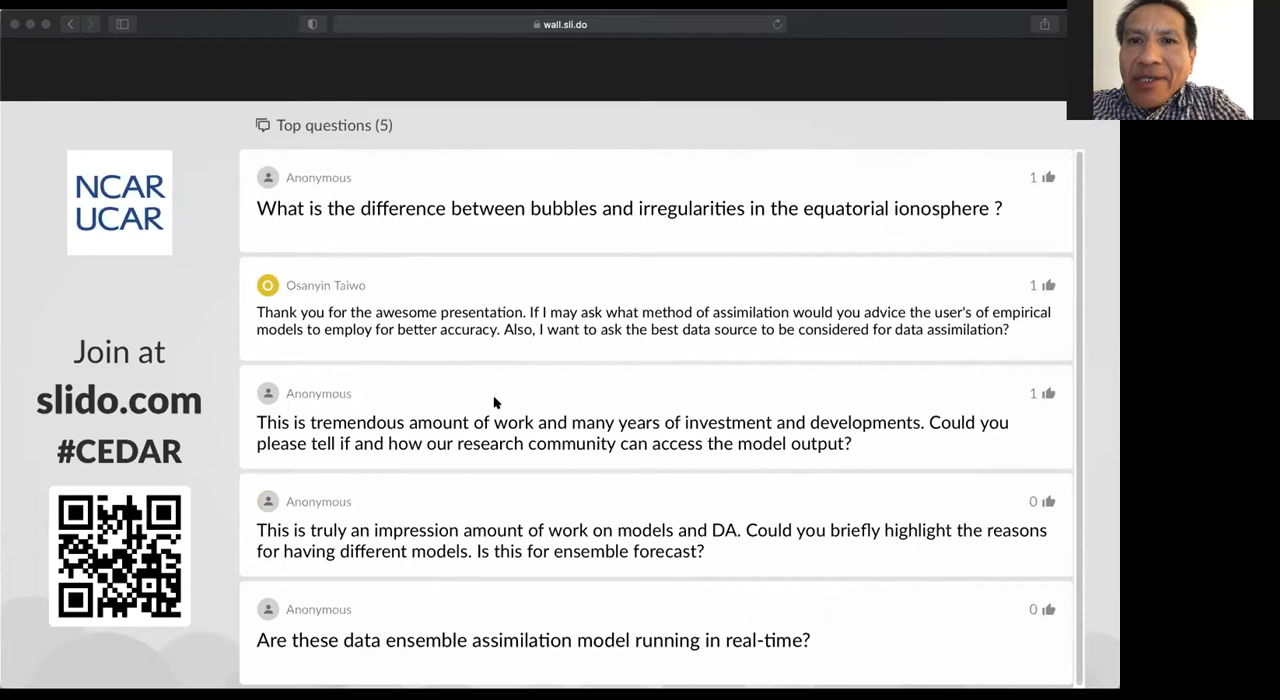 wall.sli.do
Top questions (5)
NCAR
UCAR
Join at
slido.com
#CEDAR
Anonymous
1
What is the difference between bubbles and irregularities in the equatorial ionosphere ?
O
Osanyin Taiwo
1
Thank you for the awesome presentation. If I may ask what method of assimilation would you advice the user's of empirical
models to employ for better accuracy. Also, I want to ask the best data source to be considered for data assimilation?
Anonymous
1
This is tremendous amount of work and many years of investment and developments. Could you
please tell if and how our research community can access the model output?
Anonymous
0
This is truly an impression amount of work on models and DA. Could you briefly highlight the reasons
for having different models. Is this for ensemble forecast?
Anonymous
0
Are these data ensemble assimilation model running in real-time?